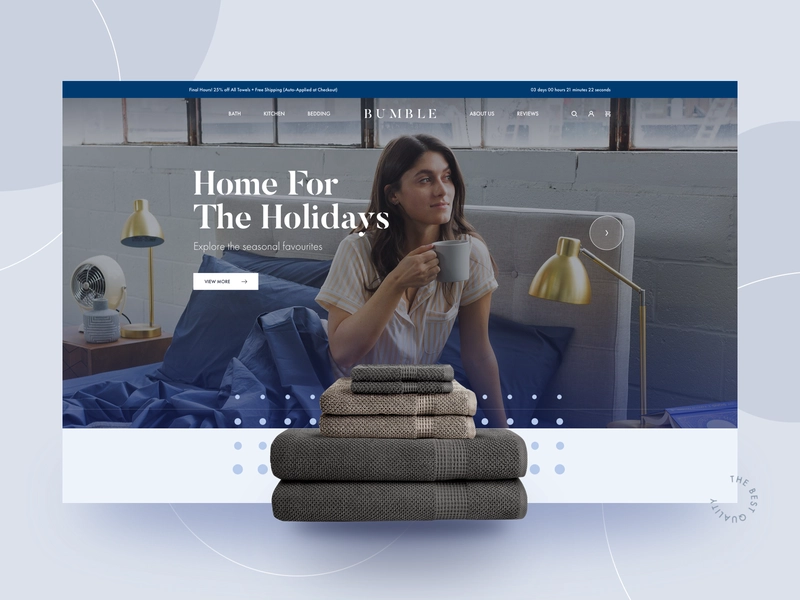 Final Hours! 25% off All Towels + Free Shipping (Auto-Applied at Checkout)
03 days 00 hours 21 minutes 22 seconds
BATH KITCHEN BEDDING BUMBLE ABOUT US REVIEWS
Home For
The Holidays
Explore the seasonal favourites
VIEW MORE
THE BEST QUALITY